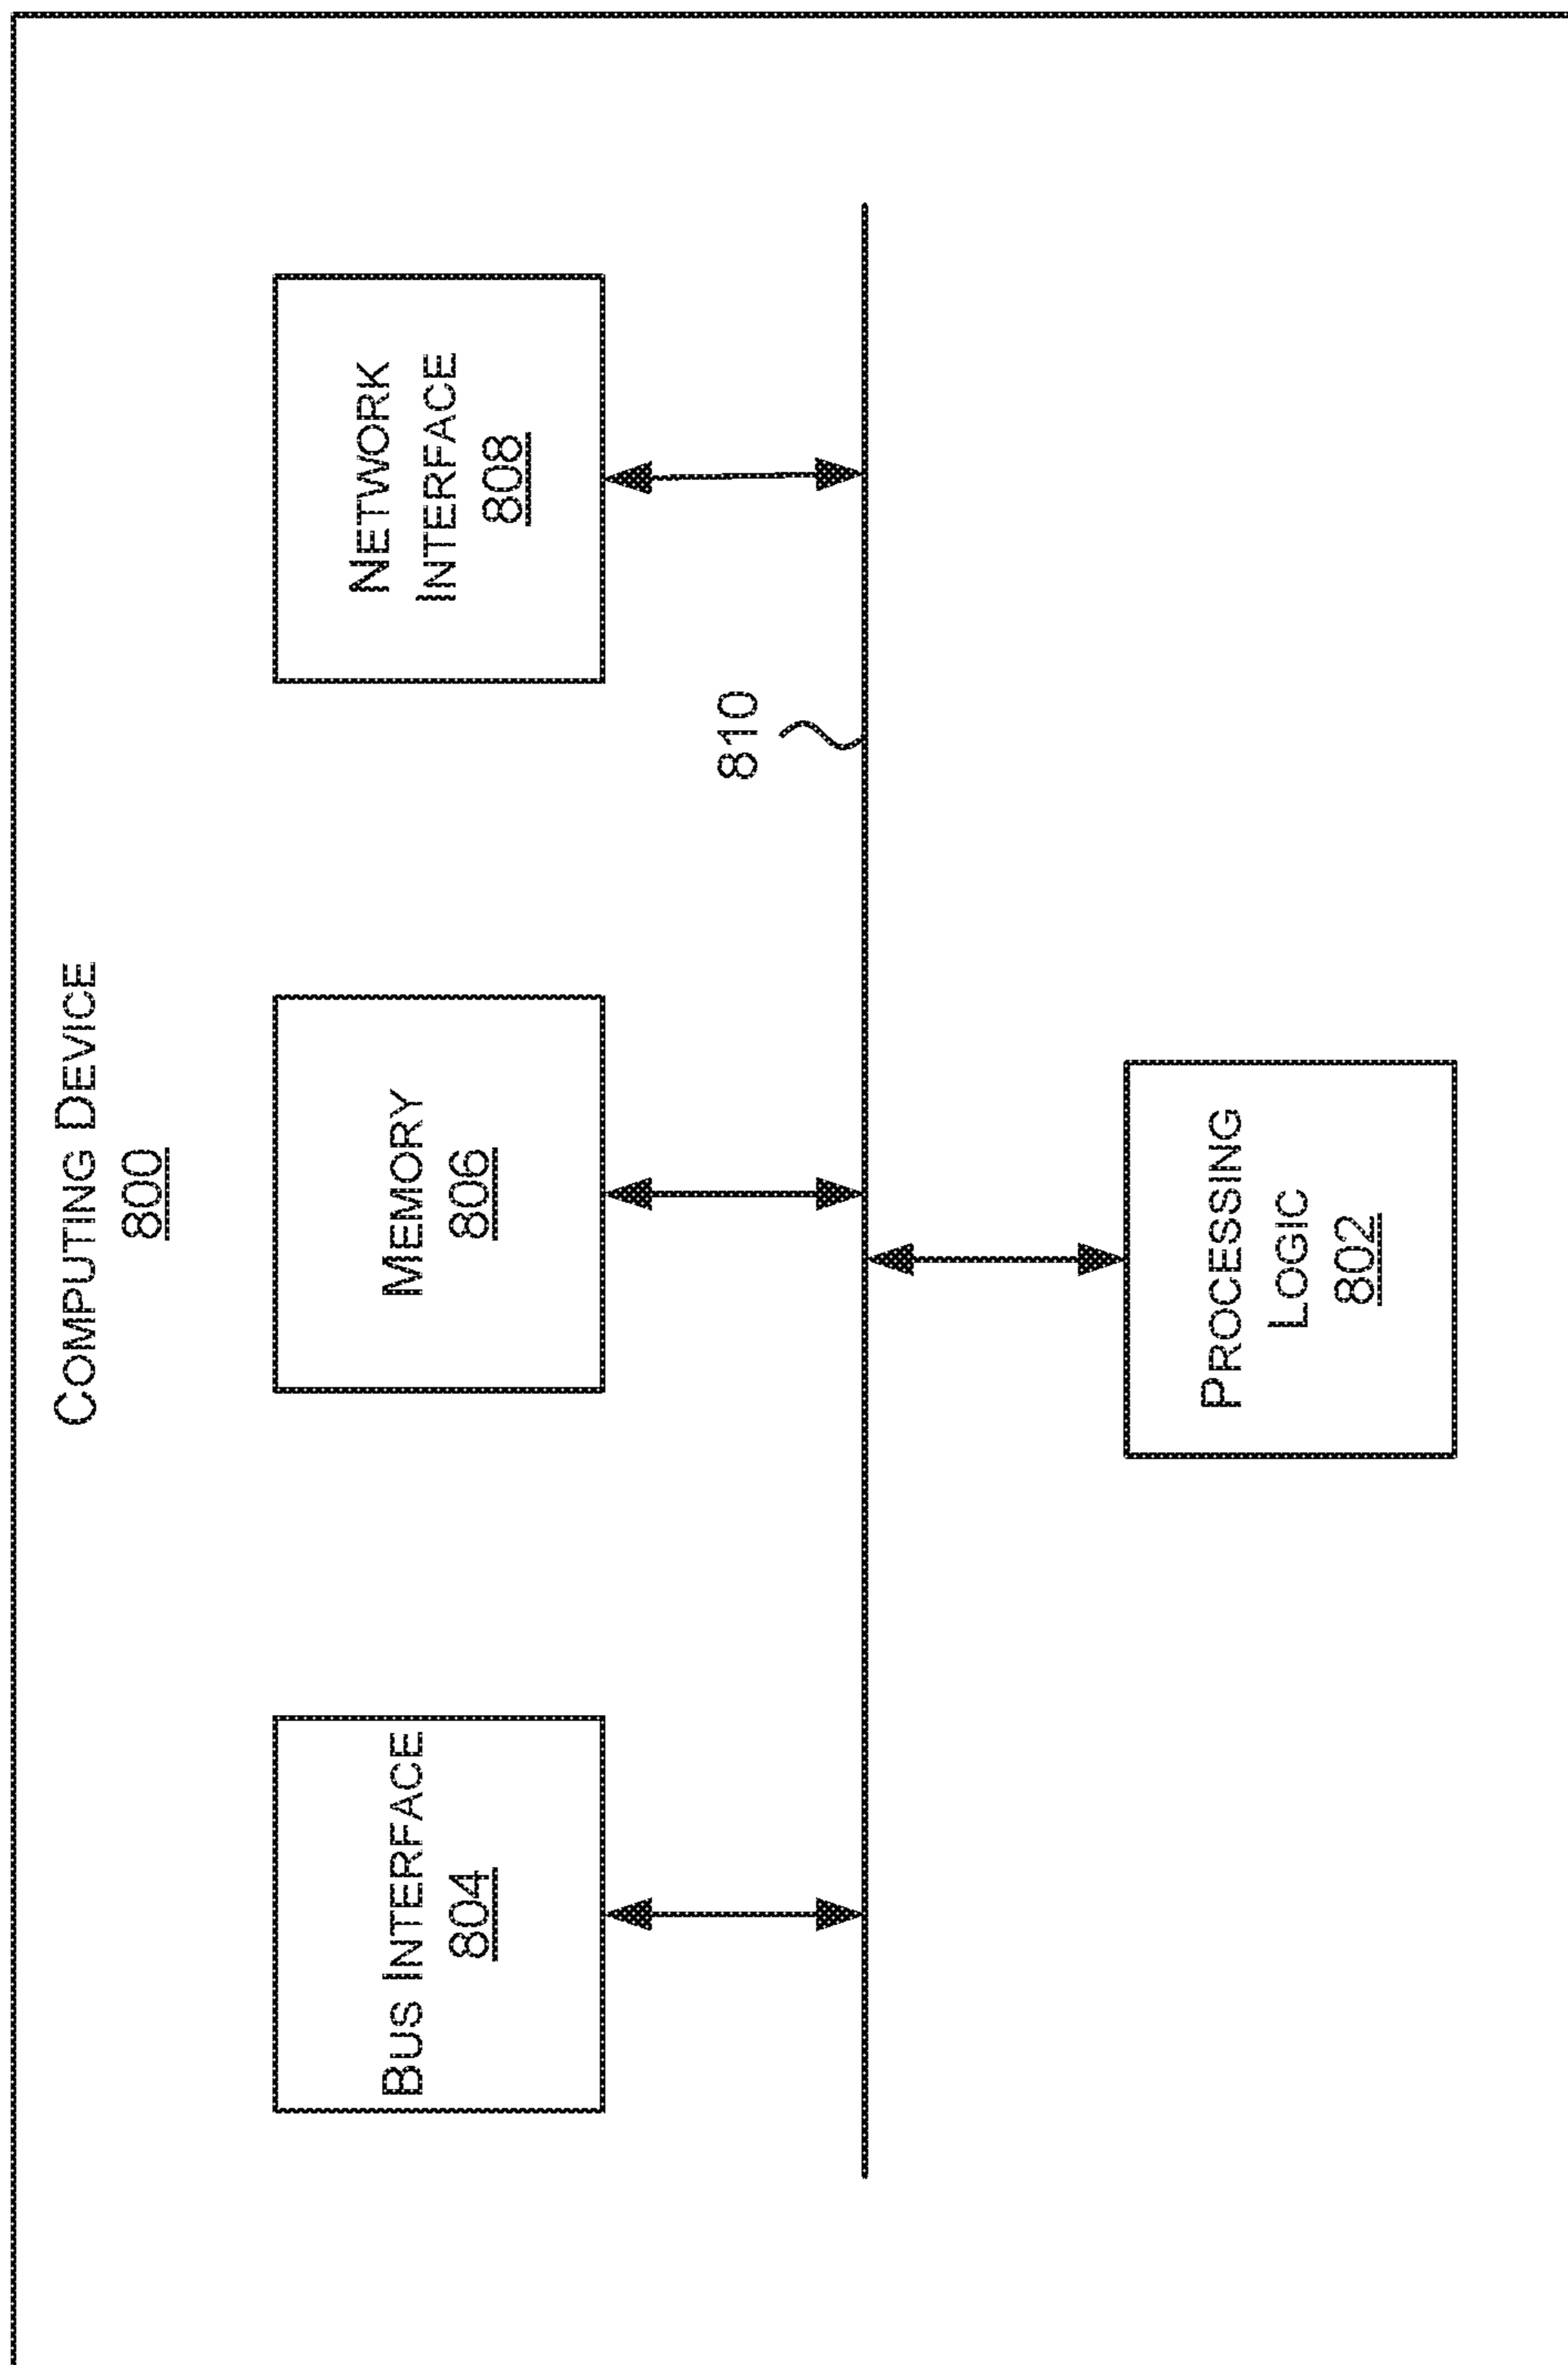 COMPUTING DEVICE
800
BUS INTERFACE
804
MEMORY
806
NETWORK
INTERFACE
808
810
PROCESSING
LOGIC
802